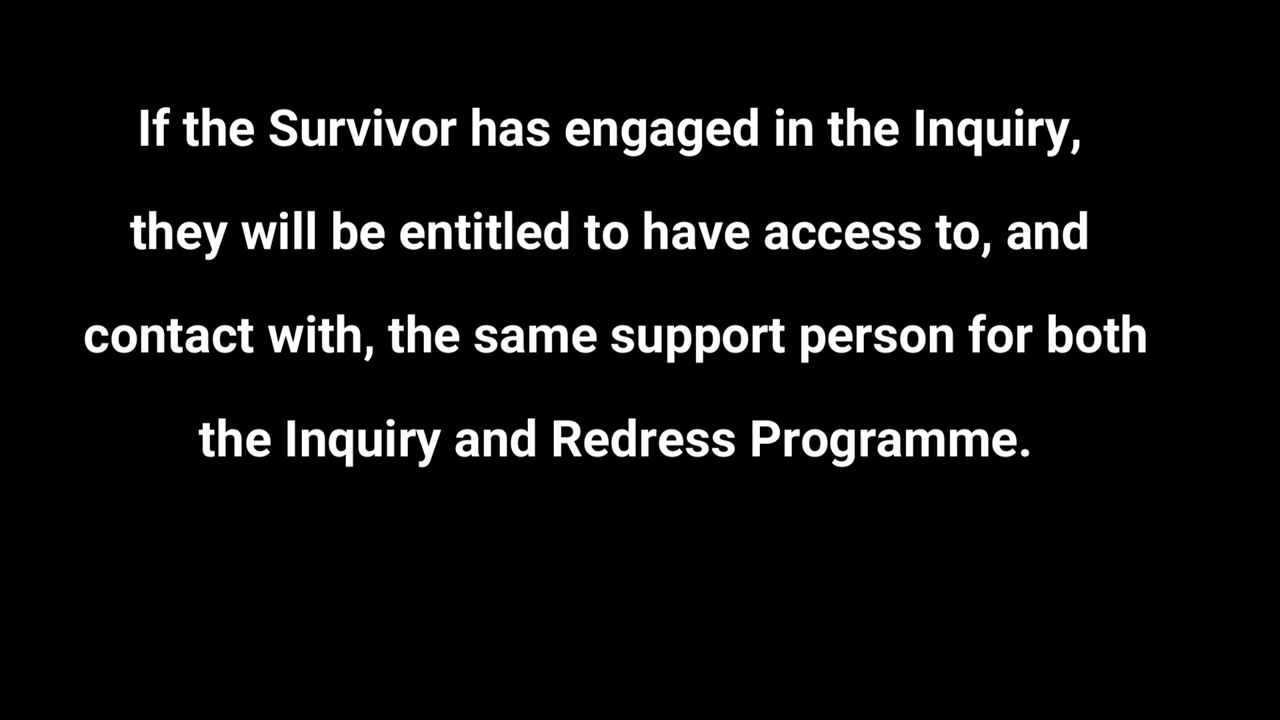 If the Survivor has engaged in the Inquiry,
they will be entitled to have access to, and
contact with, the same support person for both
the Inquiry and Redress Programme.